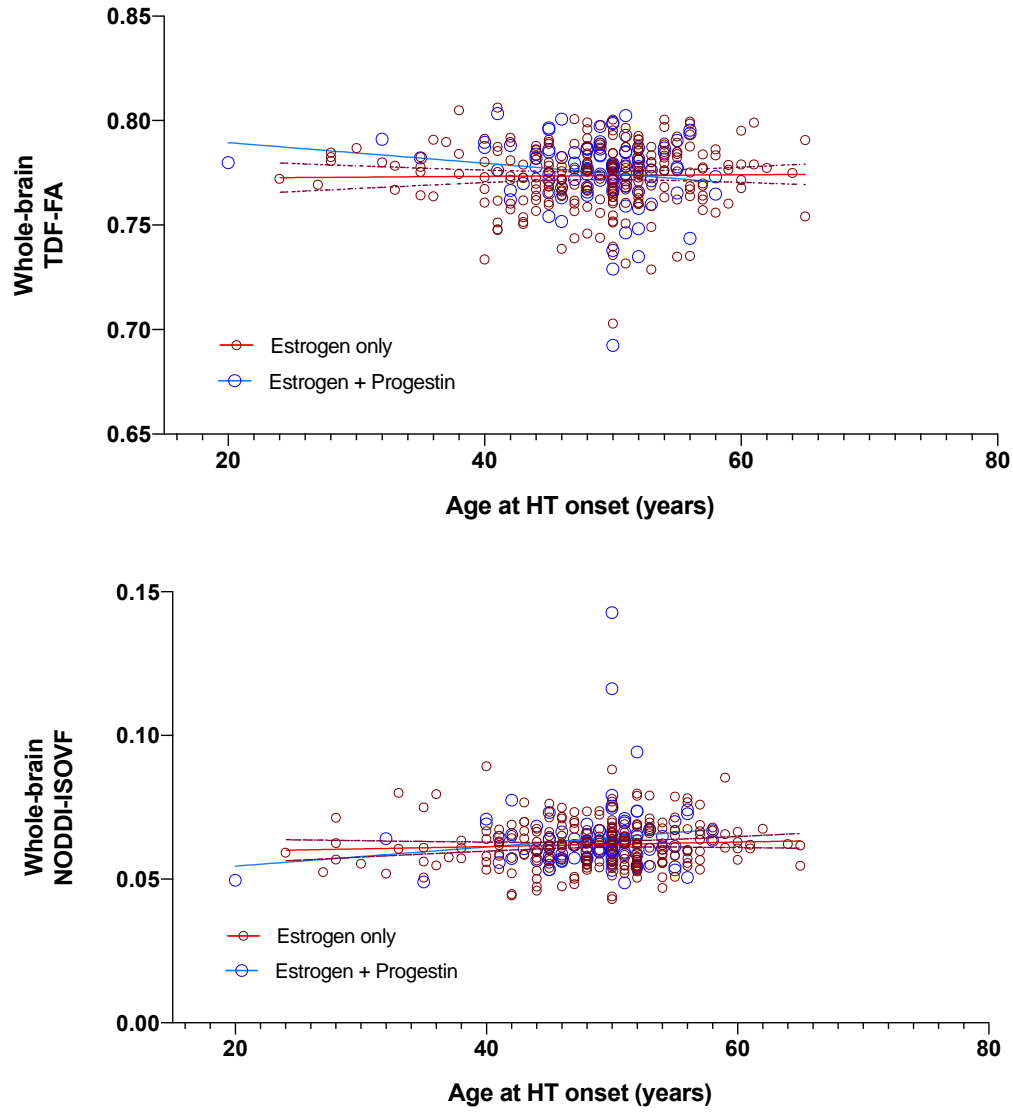 0.85
0.80
0.75
0.70
0.65
Whole-brain
TDF-FA
Estrogen only
Estrogen + Progestin
20
40
60
80
Age at HT onset (years)
0.15
0.10
0.05
0.00
Whole-brain
NODDI-ISOVF
Estrogen only
Estrogen + Progestin
20
40
60
80
Age at HT onset (years)